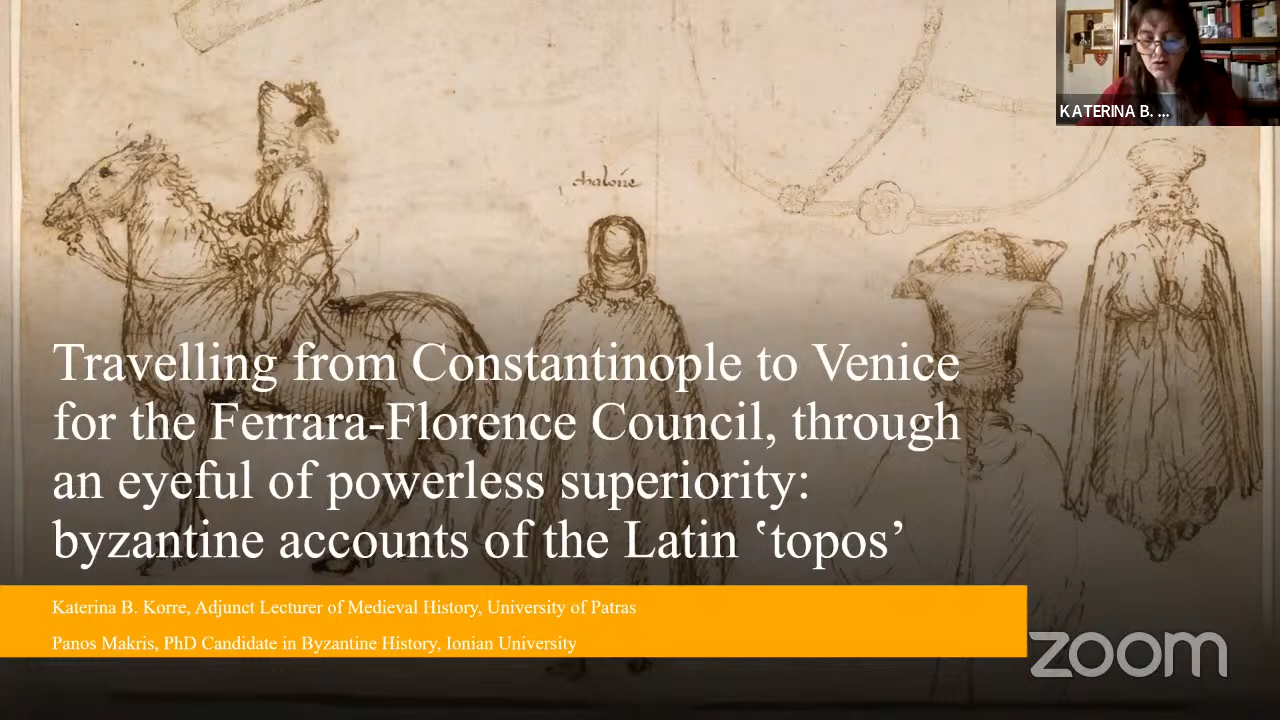 KATERINA B. ...
Travelling from Constantinople to Venice
for the Ferrara-Florence Council, through
an eyeful of powerless superiority:
byzantine accounts of the Latin ‛topos’
Katerina B. Korre, Adjunct Lecturer of Medieval History, University of Patras
Panos Makris, PhD Candidate in Byzantine History, Ionian University
zoom